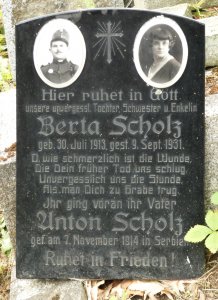 Hier ruhet in Gott
unsere unvergessl. Tochter Schwester u Enkelin
Berta Scholz
geb. 30. Juli 1913, gest. 9. Sept. 1931.
O, wie schmerzlich ist die Wunde,
Die Dein früher Tod uns schlug.
Unvergesslich uns die Stunde,
Als man Dich zu Grabe trug.
Ihr ging voran ihr Vater
Anton Scholz
gef. am 7. November 1914 in Serbien
Ruhet in Frieden!